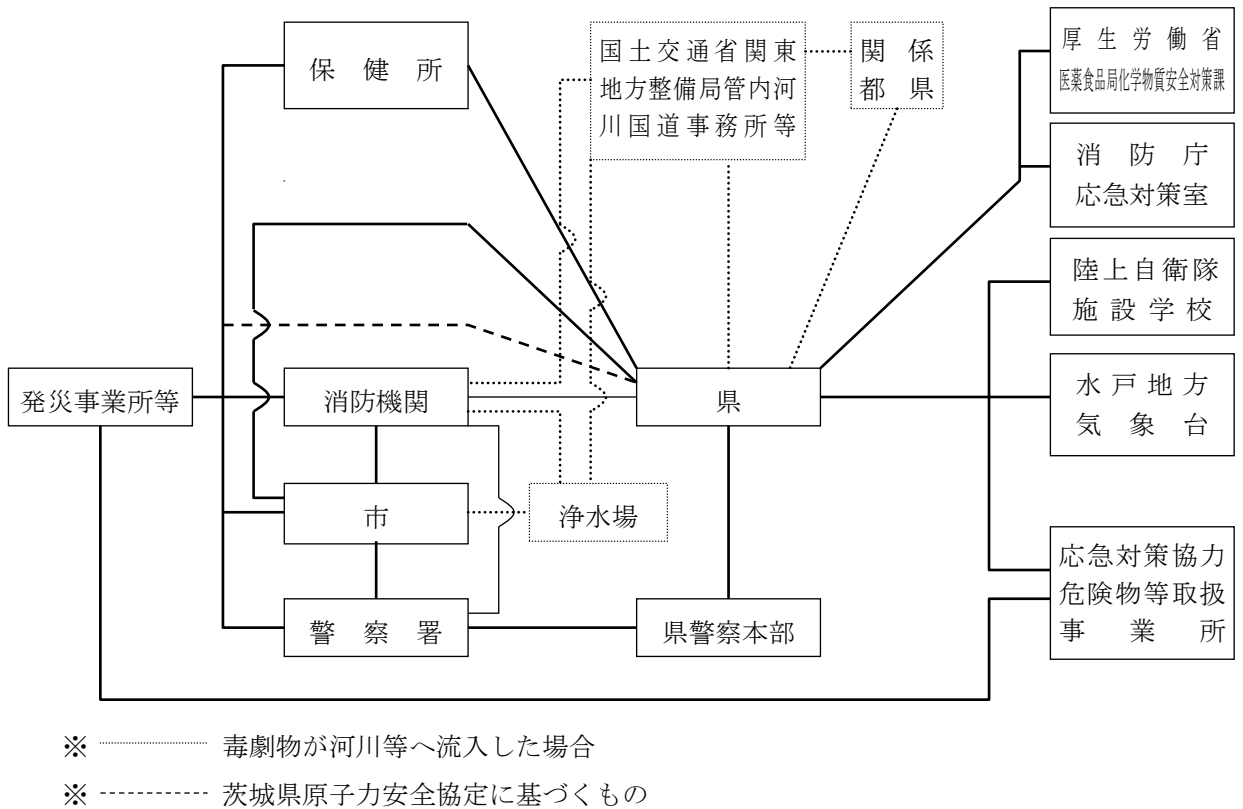 保健所
国土交通省関東
地方整備局管内河
川国道事務所等
関係
都県
厚生労働省
医薬食品局化学物質安全対策課
消防庁
応急対策室
陸上自衛隊
施設学校
発災事業所等
消防機関
県
水戸地方
気象台
市
浄水場
警察署
県警察本部
応急対策協力
危険物等取扱
事業所
※ 毒劇物が河川等へ流入した場合
※ 茨城県原子力安全協定に基づくもの